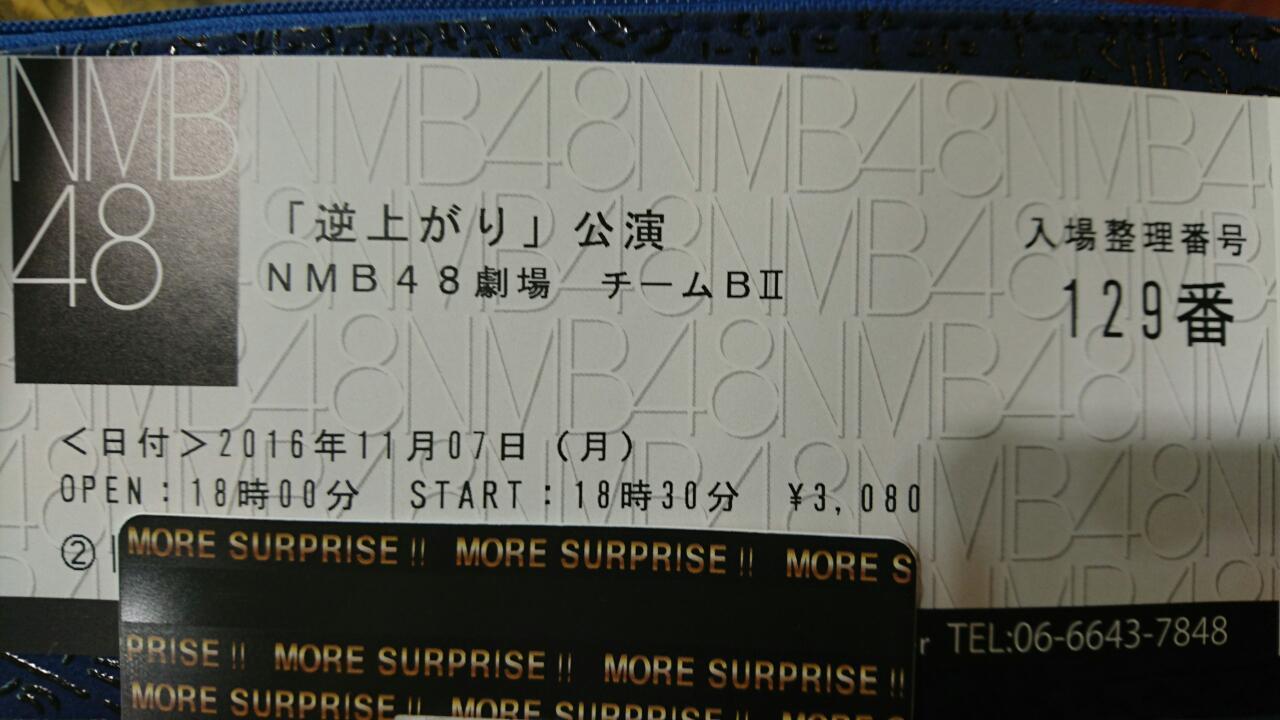 NMB
48
「逆上がり」公演
NMB48劇場 チームBⅡ
入場整理番号
129番
＜日付＞2016年11月07日（月）
OPEN：18時00分 START：18時30分 ¥3,080
②
MORE SURPRISE!! MORE SURPRISE!! MORE S
TEL:06-6643-7848
PRISE!! MORE SURPRISE!! MORE SURPRISE!!
MORE SURPRISE!! MORE SURPRISE!! MORE S